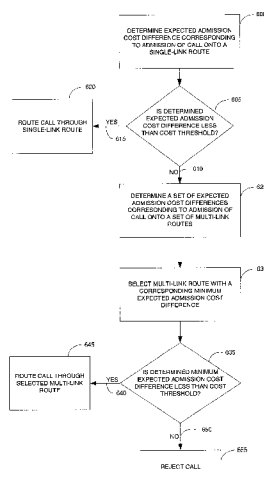 DETERMINE EXPECTED ADMISSION
COST DIFFERENCE CORRESPONDING
TO ADMISSION OF CALL ONTO A
SINGLE-LINK ROUTE
605
IS DETERMINED
EXPECTED ADMISSION
COST DIFFERENCE LESS
THAN COST THRESHOLD?
ROUTE CALL THROUGH
SINGLE-LINK ROUTE
YES
615
NO
DETERMINE A SET OF EXPECTED
ADMISSION COST DIFFERENCES
CORRESONDING TO ADMISSION OF
CALL ONTO A SET OF MULTI-LINK
ROUTES
SELECT MULTI-LINK ROUTE WITH A
CORRESPONDING MINIMUM
EXPECTED ADMISSION COST
DIFFERENCE
645
635
ROUTE CALL THROUGH
SELECTED MULTI-LINK
ROUTE
YES
640
IS DETERMINED MINIMUM
EXPECTED ADMISSION COST
DIFFERENCE LESS THAN COST
THRESHOLD?
NO
650
REJECT CALL